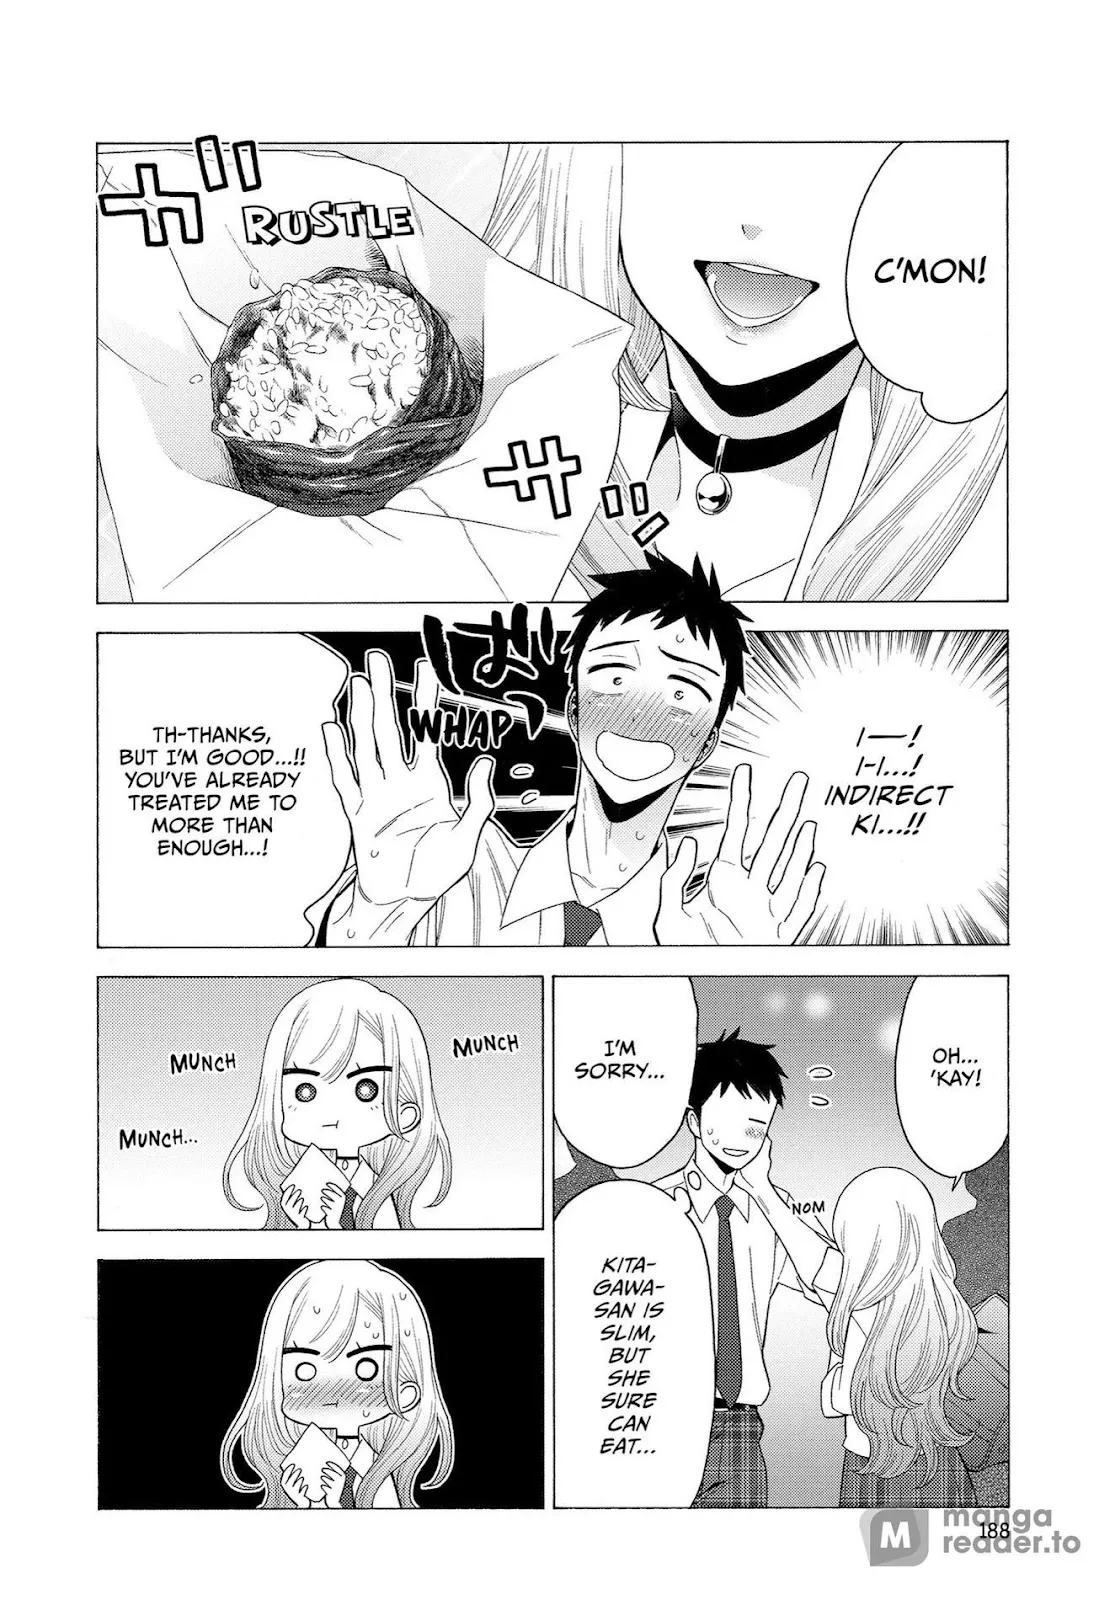 C'MON!
ガサ
RUSTLE
ガサ
I—!
I-I...!
INDIRECT
KI...!!
ばっ
WHAP
TH-THANKS,
BUT I'M GOOD...!!
YOU'VE ALREADY
TREATED ME TO
MORE THAN
ENOUGH...!
OH...
'KAY!
I'M
SORRY...
NOM
KITA-
GAWA-
SAN IS
SLIM,
BUT
SHE
SURE
CAN
EAT...
MUNCH
MUNCH
MUNCH...
188
M
manga
reader.to